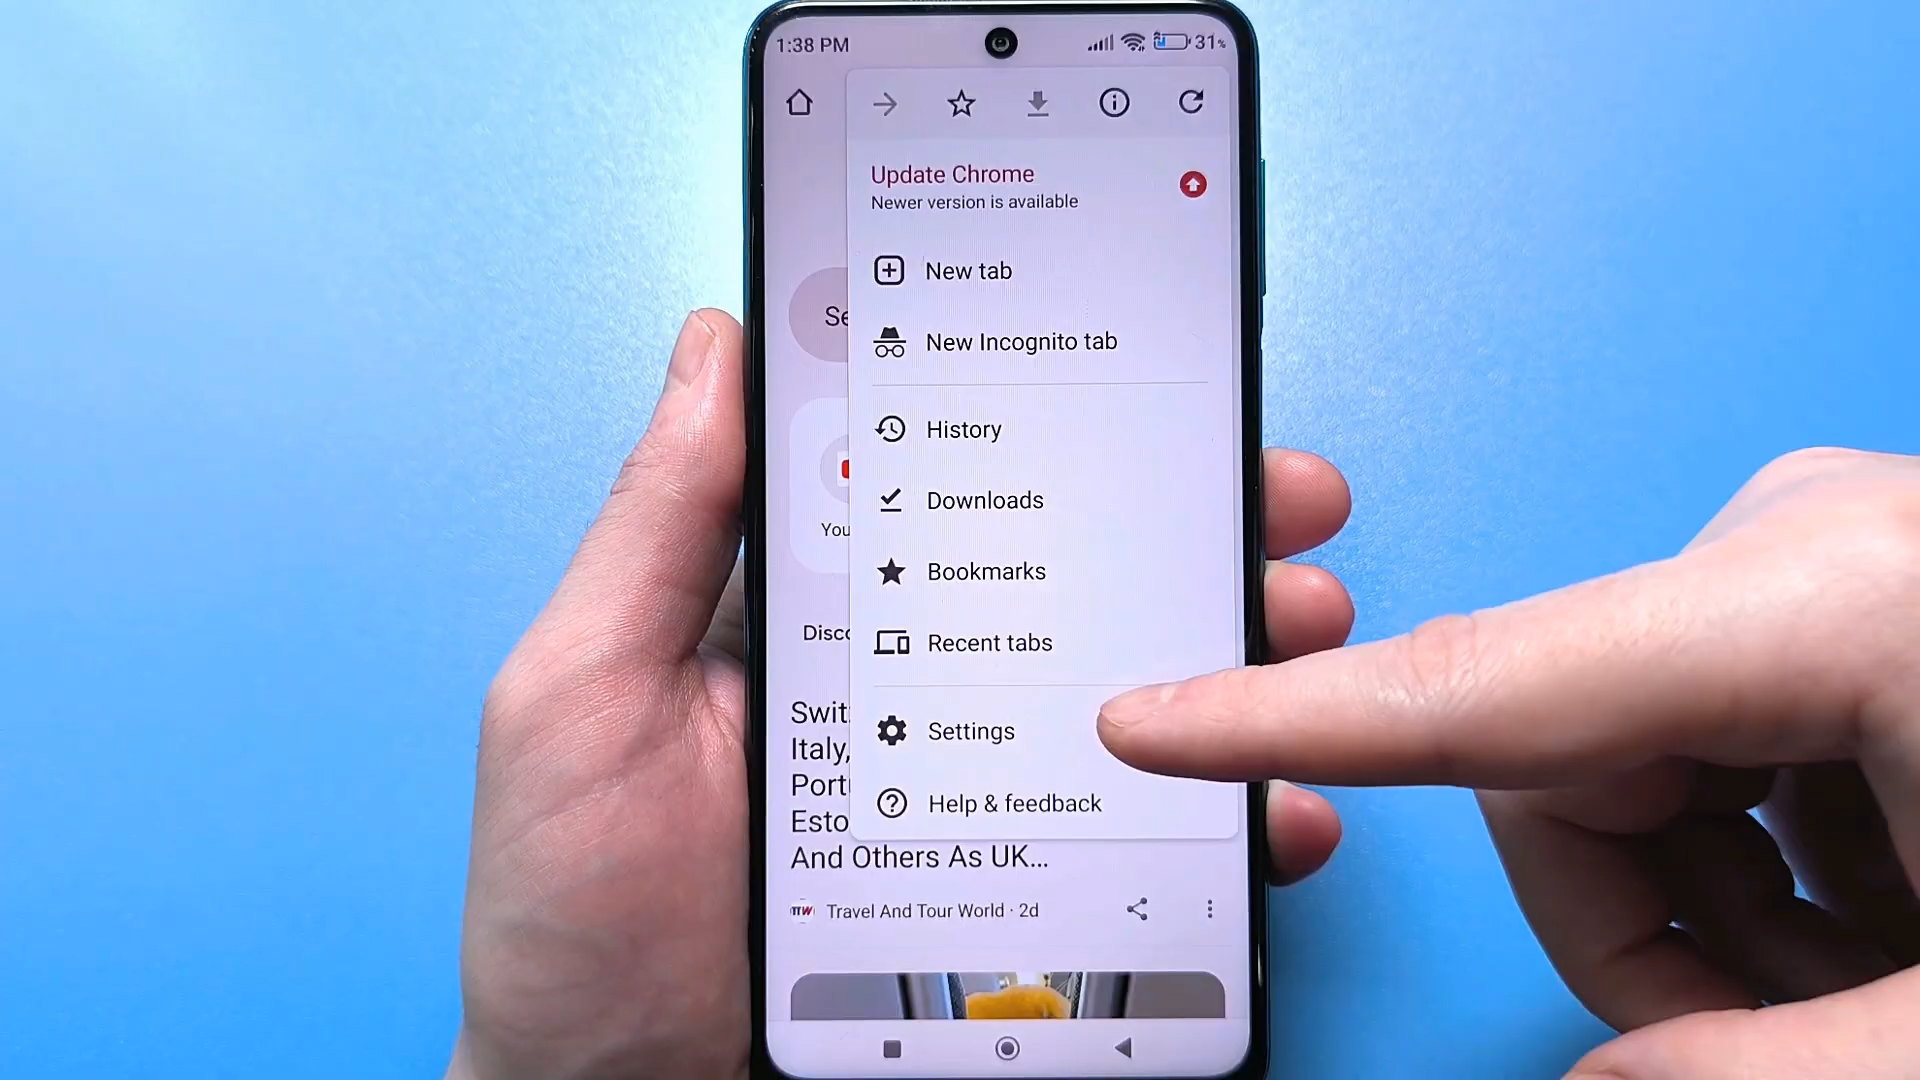 1:38 PM
31%
Update Chrome
Newer version is available
New tab
New Incognito tab
Se
History
Downloads
You
Bookmarks
Recent tabs
Disco
Settings
Swit
Italy,
Port
Esto
Help & feedback
And Others As UK...
TTW
Travel And Tour World · 2d